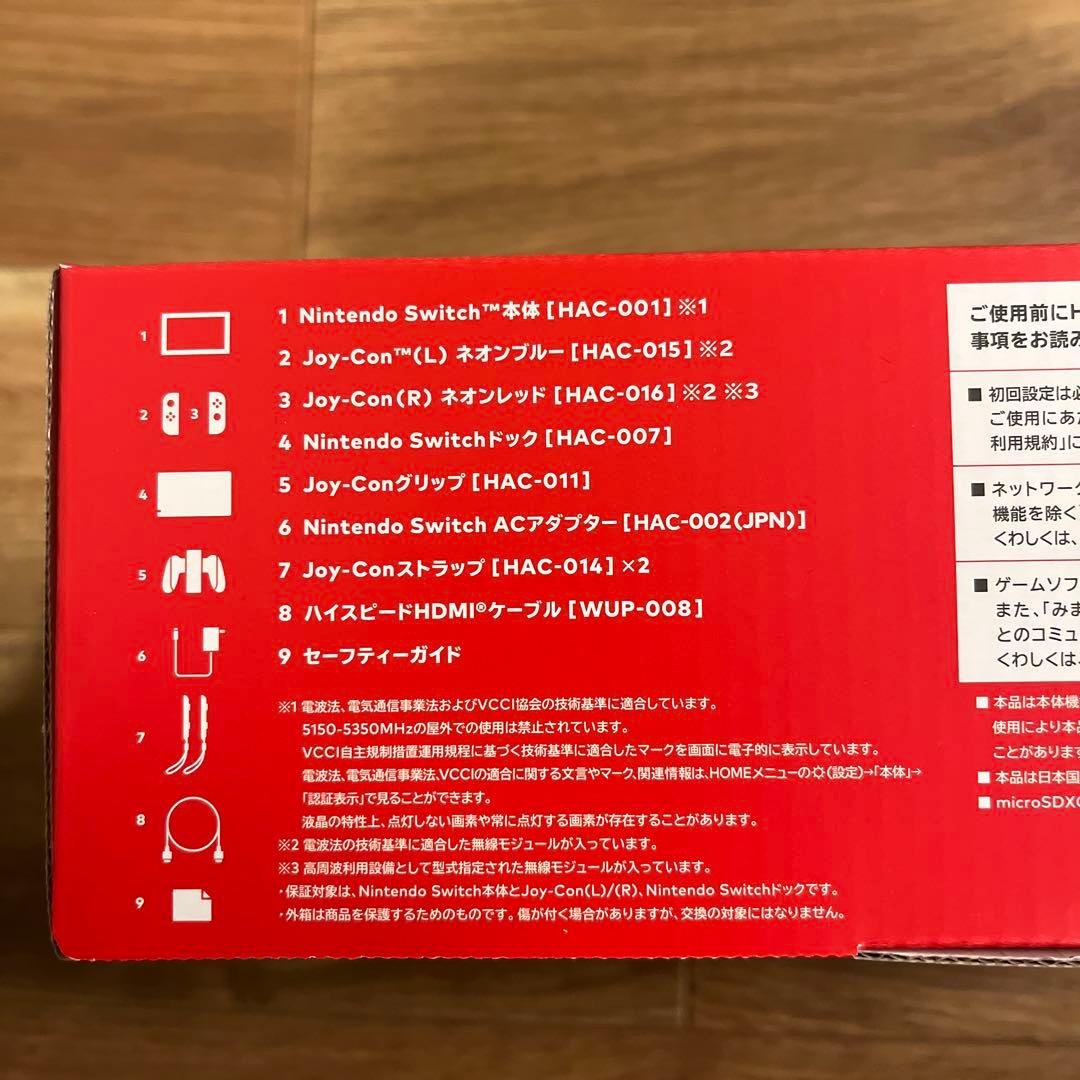 1 Nintendo Switch™本体 [HAC-001] ※1
2 Joy-Con™(L) ネオンブルー [HAC-015] ※2
3 Joy-Con(R) ネオンレッド [HAC-016] ※2 ※3
4 Nintendo Switchドック [HAC-007]
5 Joy-Conグリップ [HAC-011]
6 Nintendo Switch ACアダプター [HAC-002(JPN)]
7 Joy-Conストラップ [HAC-014] ×2
8 ハイスピードHDMI®ケーブル [WUP-008]
9 セーフティーガイド
1
2 3
4
5
6
7
8
9
※1 電波法、電気通信事業法およびVCCI協会の技術基準に適合しています。
5150-5350MHzの屋外での使用は禁止されています。
VCCI自主規制措置運用規程に基づく技術基準に適合したマークを画面に電子的に表示しています。
電波法、電気通信事業法、VCCIの適合に関する文言やマーク、関連情報は、HOMEメニューの(設定)→「本体」→
「認証表示」で見ることができます。
液晶の特性上、点灯しない画素や常に点灯する画素が存在することがあります。
※2 電波法の技術基準に適合した無線モジュールが入っています。
※3 高周波利用設備として型式指定された無線モジュールが入っています。
・保証対象は、Nintendo Switch本体とJoy-Con(L)/(R)、Nintendo Switchドックです。
・外箱は商品を保護するためのものです。傷が付く場合がありますが、交換の対象にはなりません。
ご使用前にH
事項をお読み
■ 初回設定は必
ご使用にあた
利用規約」に
■ ネットワーク
機能を除く
くわしくは、
■ ゲームソフ
また、「みま
とのコミュ
くわしくは、
■ 本品は本体機
使用により本品
ことがあります
■ 本品は日本国
■ microSDX